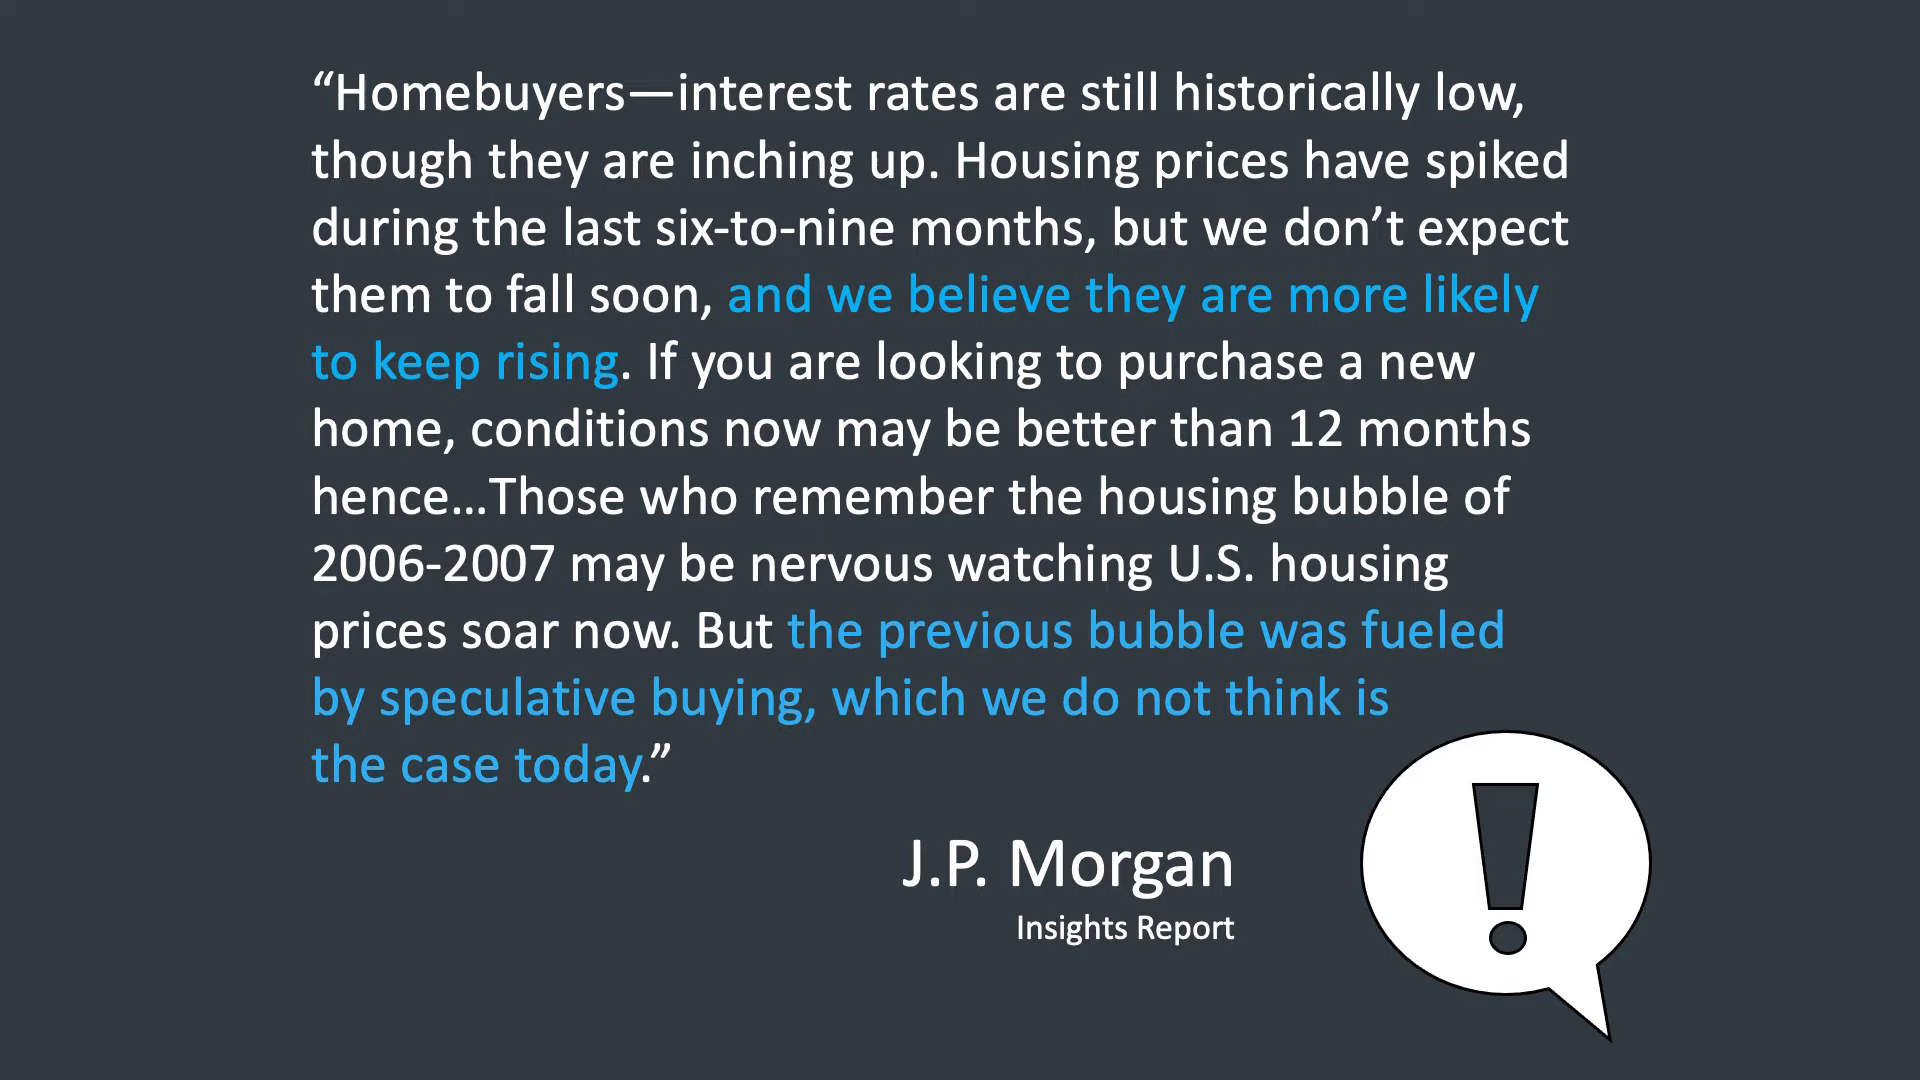 “Homebuyers—interest rates are still historically low,
though they are inching up. Housing prices have spiked
during the last six-to-nine months, but we don’t expect
them to fall soon, and we believe they are more likely
to keep rising. If you are looking to purchase a new
home, conditions now may be better than 12 months
hence…Those who remember the housing bubble of
2006-2007 may be nervous watching U.S. housing
prices soar now. But the previous bubble was fueled
by speculative buying, which we do not think is
the case today.”
J.P. Morgan
Insights Report
!